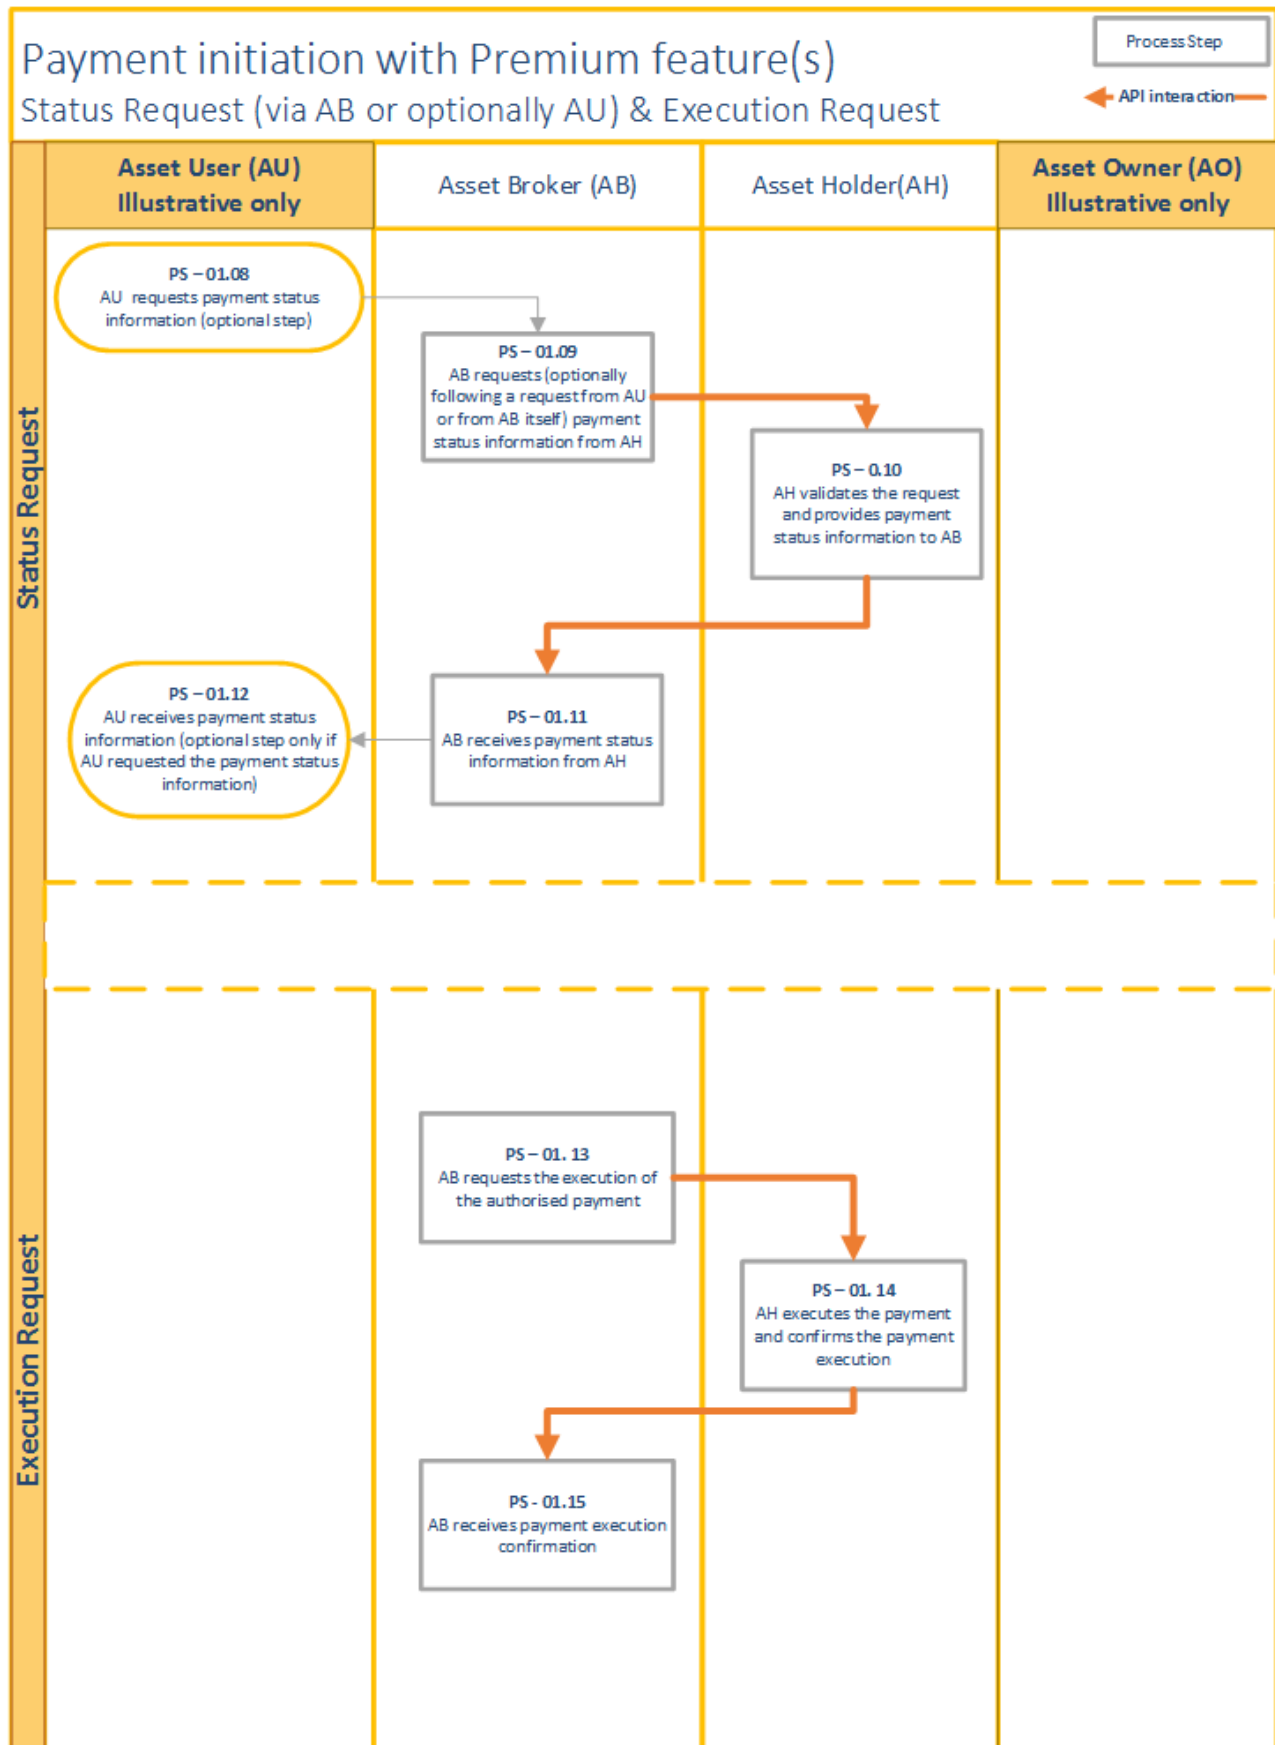 Payment initiation with Premium feature(s)
Status Request (via AB or optionally AU) & Execution Request
Process Step
API interaction
Asset User (AU)
Illustrative only
Asset Broker (AB)
Asset Holder(AH)
Asset Owner (AO)
Illustrative only
Status Request
PS – 01.08
AU requests payment status
information (optional step)
PS – 01.09
AB requests (optionally
following a request from AU
or from AB itself) payment
status information from AH
PS – 0.10
AH validates the request
and provides payment
status information to AB
PS – 01.11
AB receives payment status
information from AH
PS – 01.12
AU receives payment status
information (optional step only if
AU requested the payment status
information)
Execution Request
PS – 01. 13
AB requests the execution of
the authorised payment
PS – 01. 14
AH executes the payment
and confirms the payment
execution
PS - 01.15
AB receives payment execution
confirmation